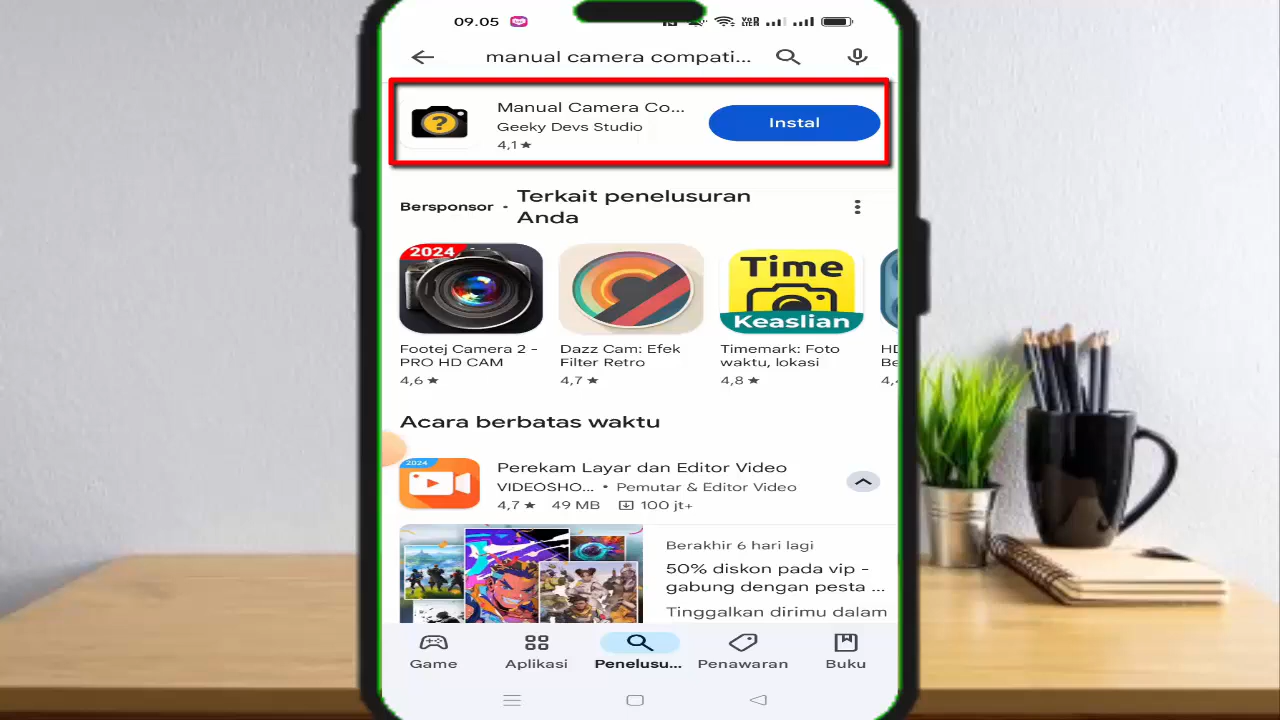 09.05
manual camera compati...
Manual Camera Co...
Geeky Devs Studio
4,1★
Instal
Bersponsor • Terkait penelusuran
Anda
2024
Time
Keaslian
Footej Camera 2 -
PRO HD CAM
4,6 ★
Dazz Cam: Efek
Filter Retro
4,7 ★
Timemark: Foto
waktu, lokasi
4,8 ★
Acara berbatas waktu
2024
Perekam Layar dan Editor Video
VIDEOSHO... • Pemutar & Editor Video
4,7 ★ 49 MB 100 jt+
Berakhir 6 hari lagi
50% diskon pada vip -
gabung dengan pesta ...
Tinggalkan dirimu dalam
Game
Aplikasi
Penelusu...
Penawaran
Buku